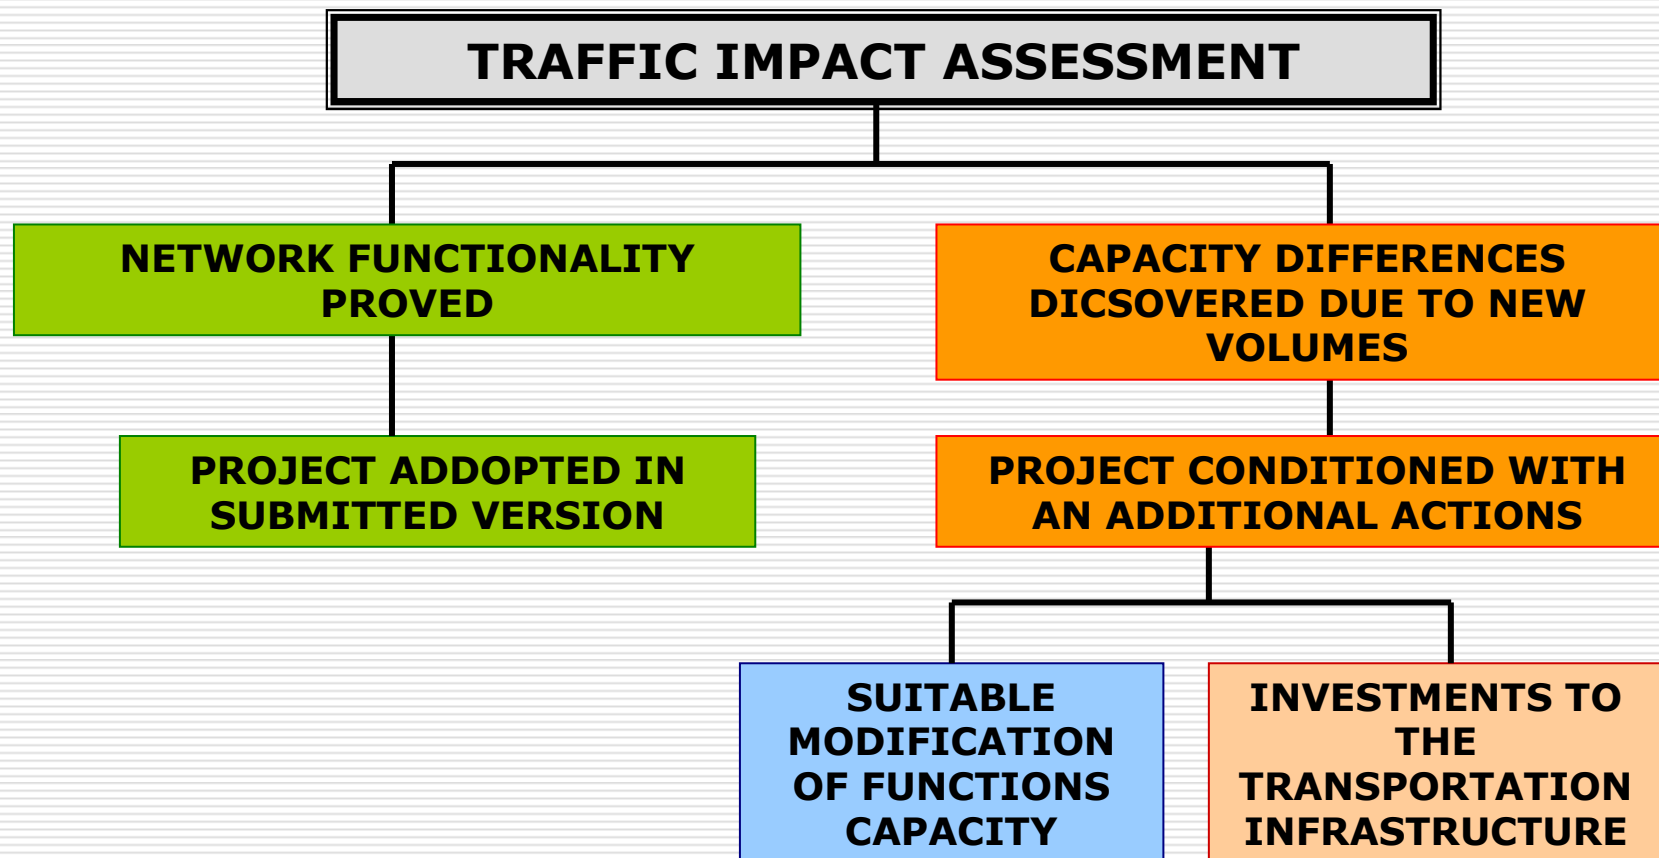 TRAFFIC IMPACT ASSESSMENT
NETWORK FUNCTIONALITY
PROVED
CAPACITY DIFFERENCES
DICSOVERED DUE TO NEW
VOLUMES
PROJECT ADDOPTED IN
SUBMITTED VERSION
PROJECT CONDITIONED WITH
AN ADDITIONAL ACTIONS
SUITABLE
MODIFICATION
OF FUNCTIONS
CAPACITY
INVESTMENTS TO
THE
TRANSPORTATION
INFRASTRUCTURE